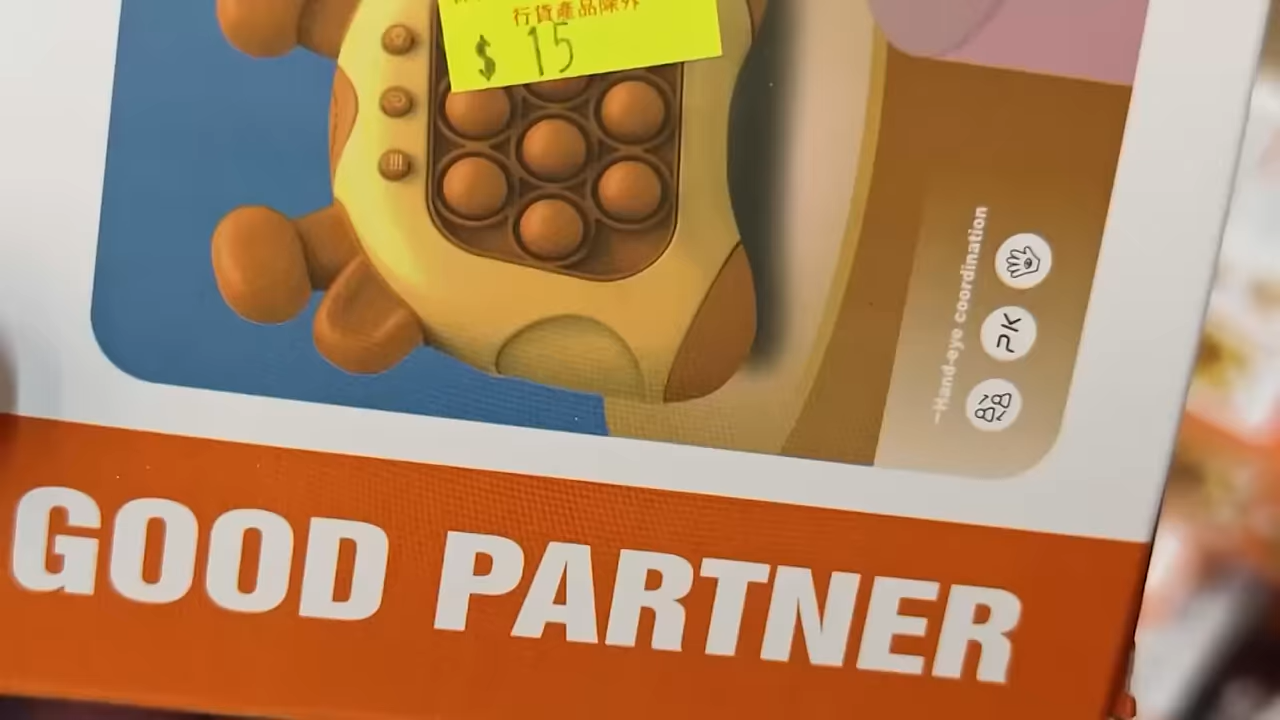 行貨產品除外
$ 15
-Hand-eye coordination
PK
GOOD PARTNER